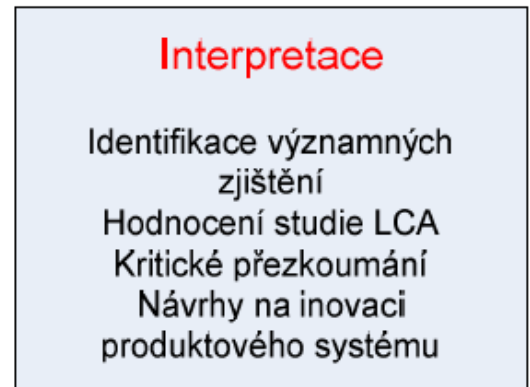 Interpretace
Identifikace významných
zjištění
Hodnocení studie LCA
Kritické přezkoumání
Návrhy na inovaci
produktového systému